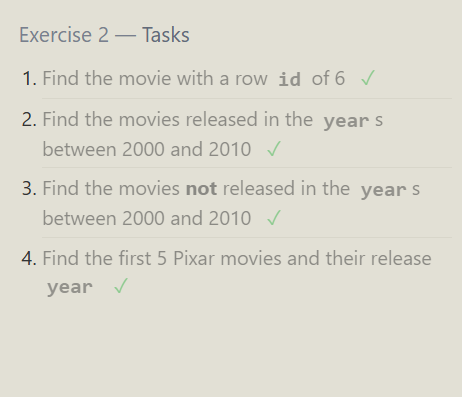 Exercise 2 — Tasks
1. Find the movie with a row id of 6 ✓
2. Find the movies released in the years
between 2000 and 2010 ✓
3. Find the movies not released in the years
between 2000 and 2010 ✓
4. Find the first 5 Pixar movies and their release
year ✓